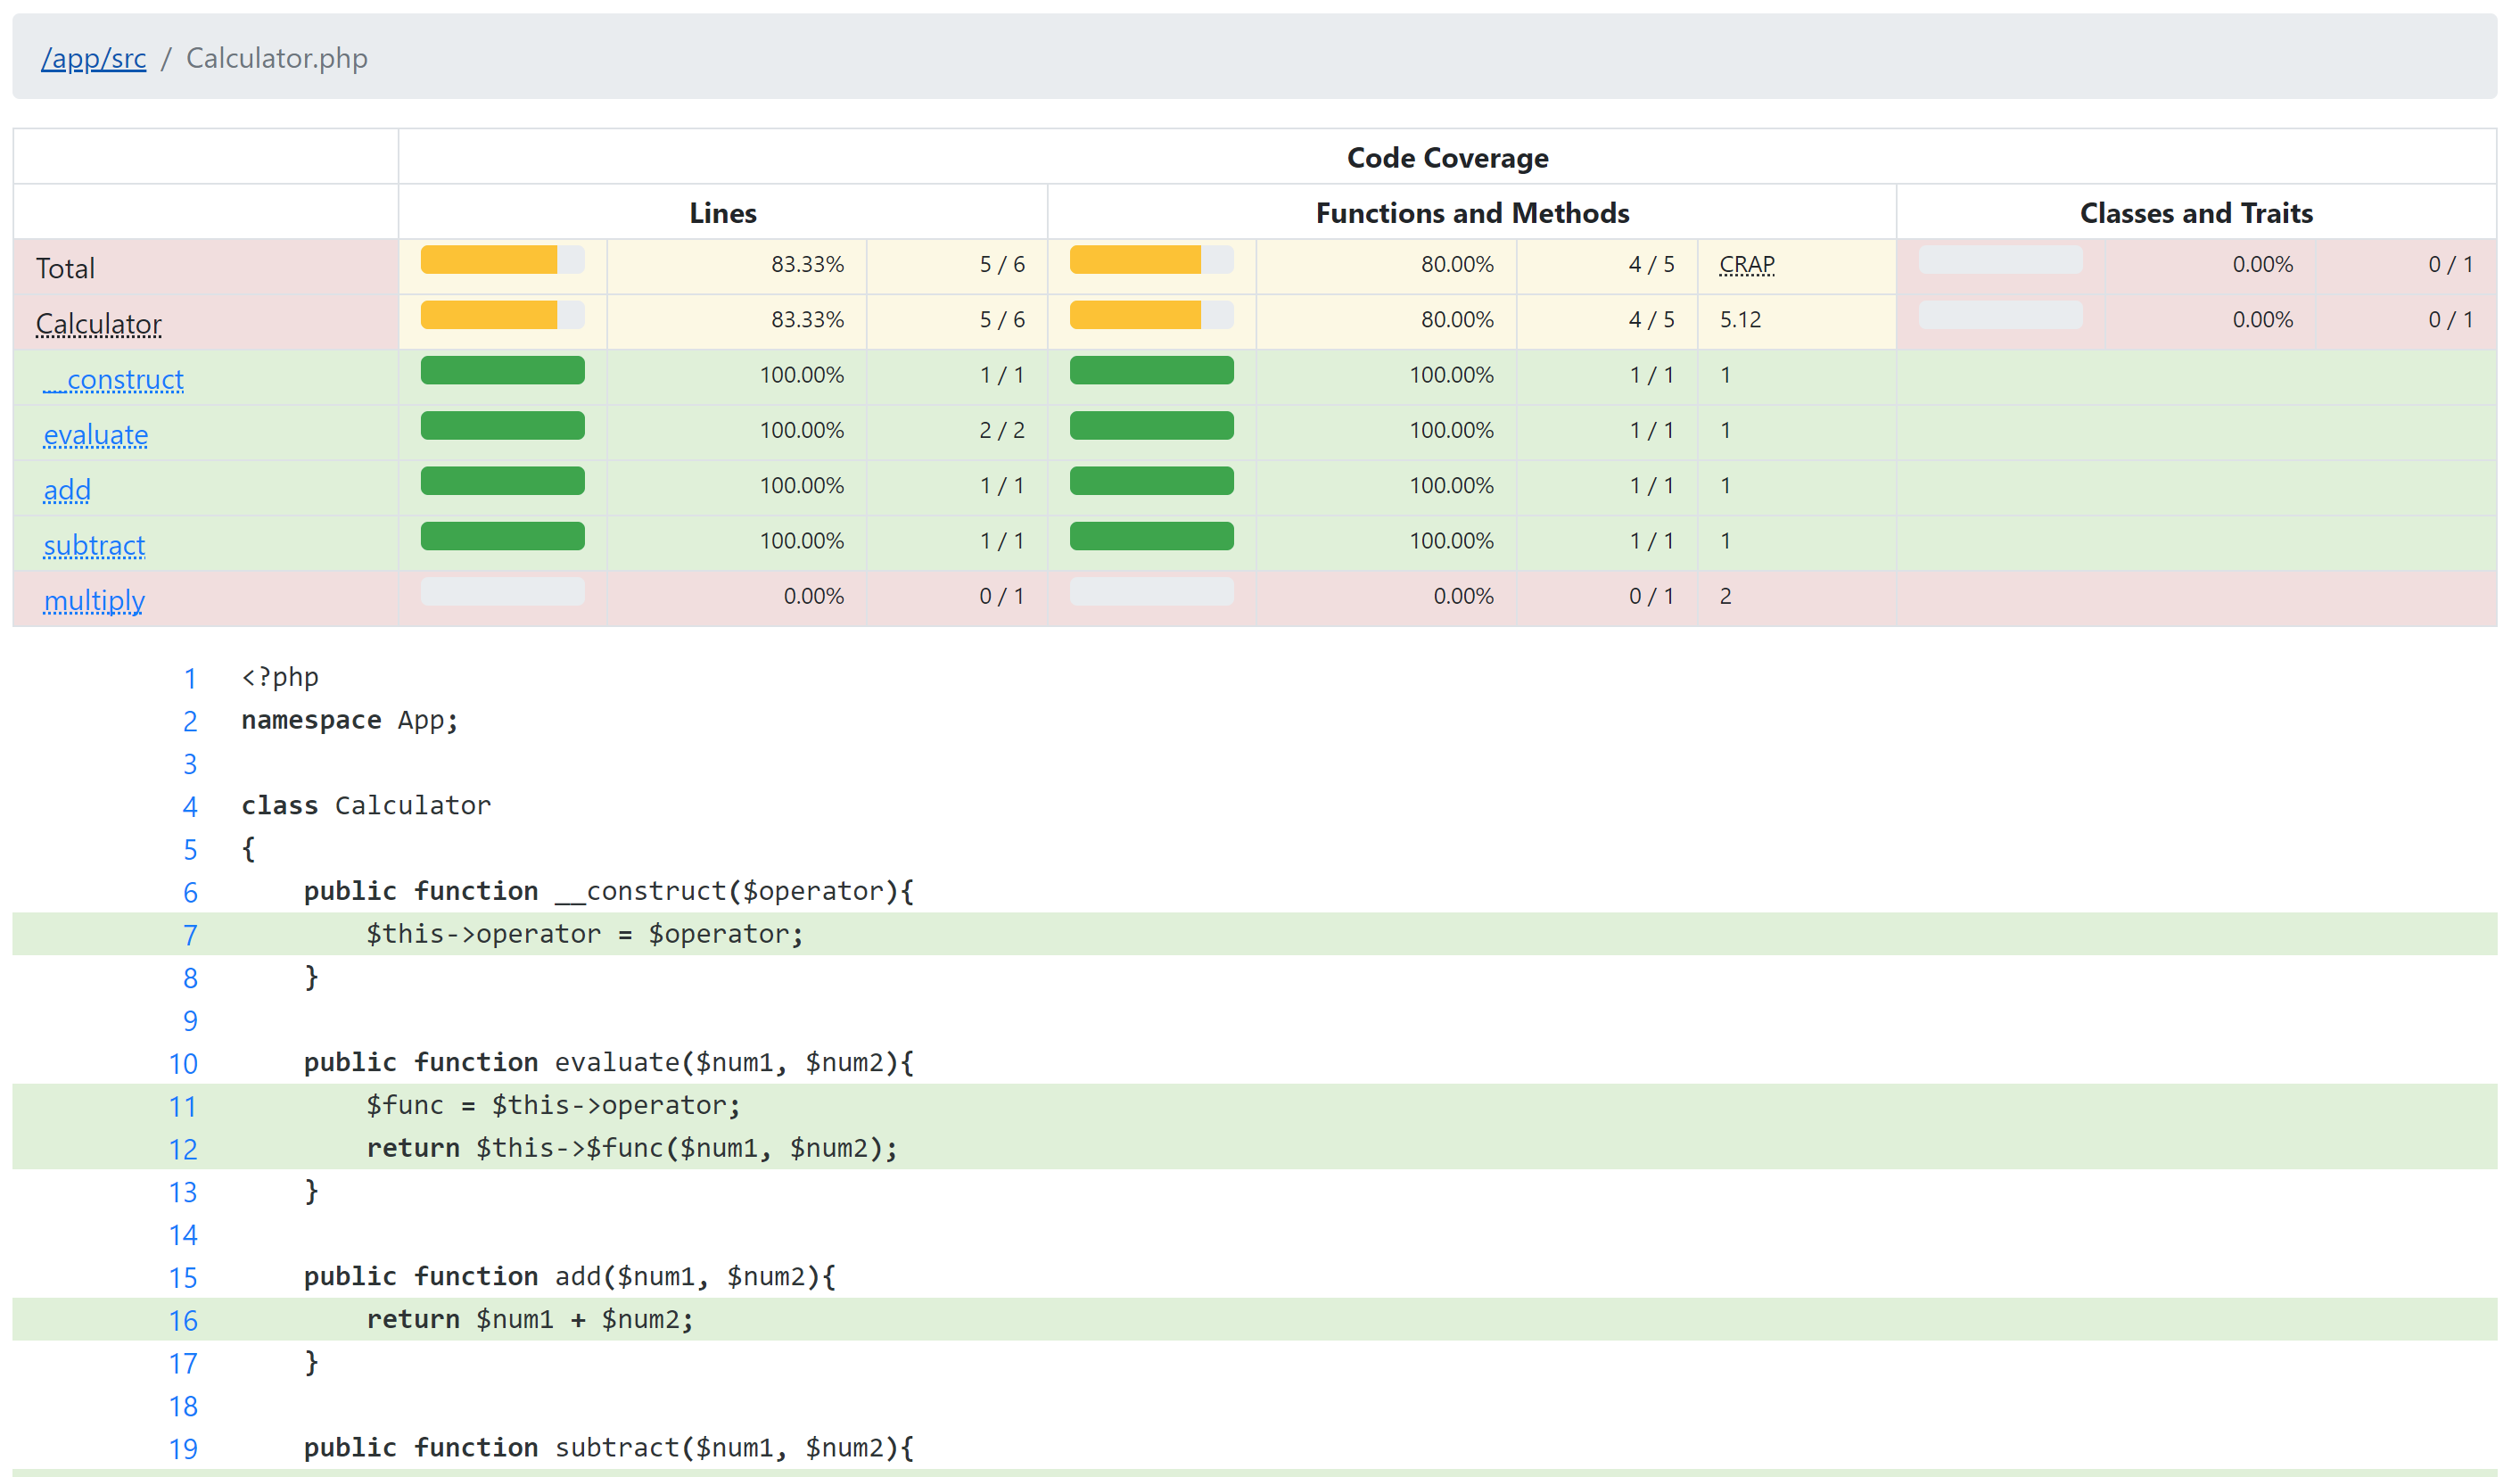 /app/src / Calculator.php
Code Coverage
Lines Functions and Methods Classes and Traits
Total 83.33% 5 / 6 80.00% 4 / 5 CRAP 0.00% 0 / 1
Calculator 83.33% 5 / 6 80.00% 4 / 5 5.12 0.00% 0 / 1
__construct 100.00% 1 / 1 100.00% 1 / 1 1
evaluate 100.00% 2 / 2 100.00% 1 / 1 1
add 100.00% 1 / 1 100.00% 1 / 1 1
subtract 100.00% 1 / 1 100.00% 1 / 1 1
multiply 0.00% 0 / 1 0.00% 0 / 1 2
1 <?php
2 namespace App;
3
4 class Calculator
5 {
6     public function __construct($operator){
7         $this->operator = $operator;
8     }
9
10     public function evaluate($num1, $num2){
11         $func = $this->operator;
12         return $this->$func($num1, $num2);
13     }
14
15     public function add($num1, $num2){
16         return $num1 + $num2;
17     }
18
19     public function subtract($num1, $num2){